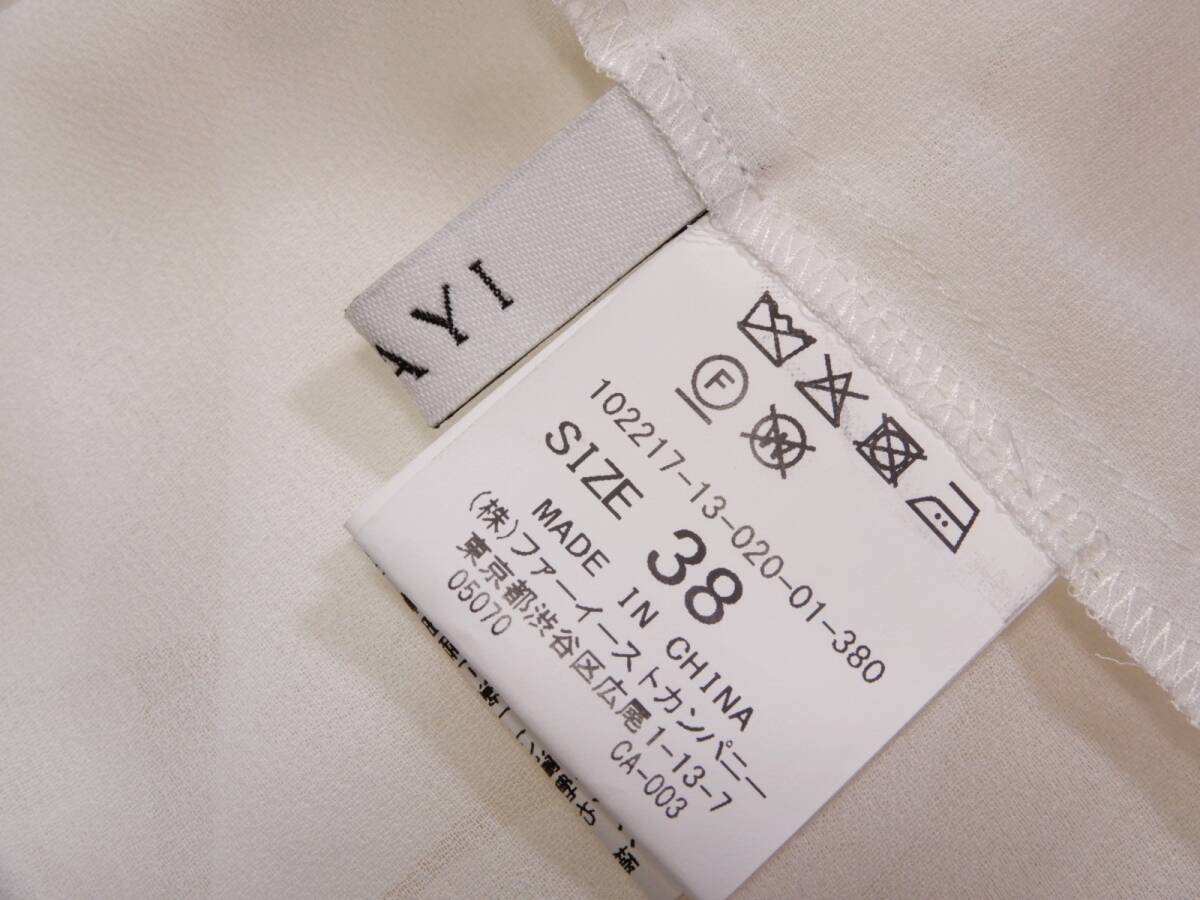 AYI
F
W
102217-13-020-01-380
SIZE 38
MADE IN CHINA
(株)ファーイーストカンパニー
東京都渋谷区広尾1-13-7
05070 CA-003